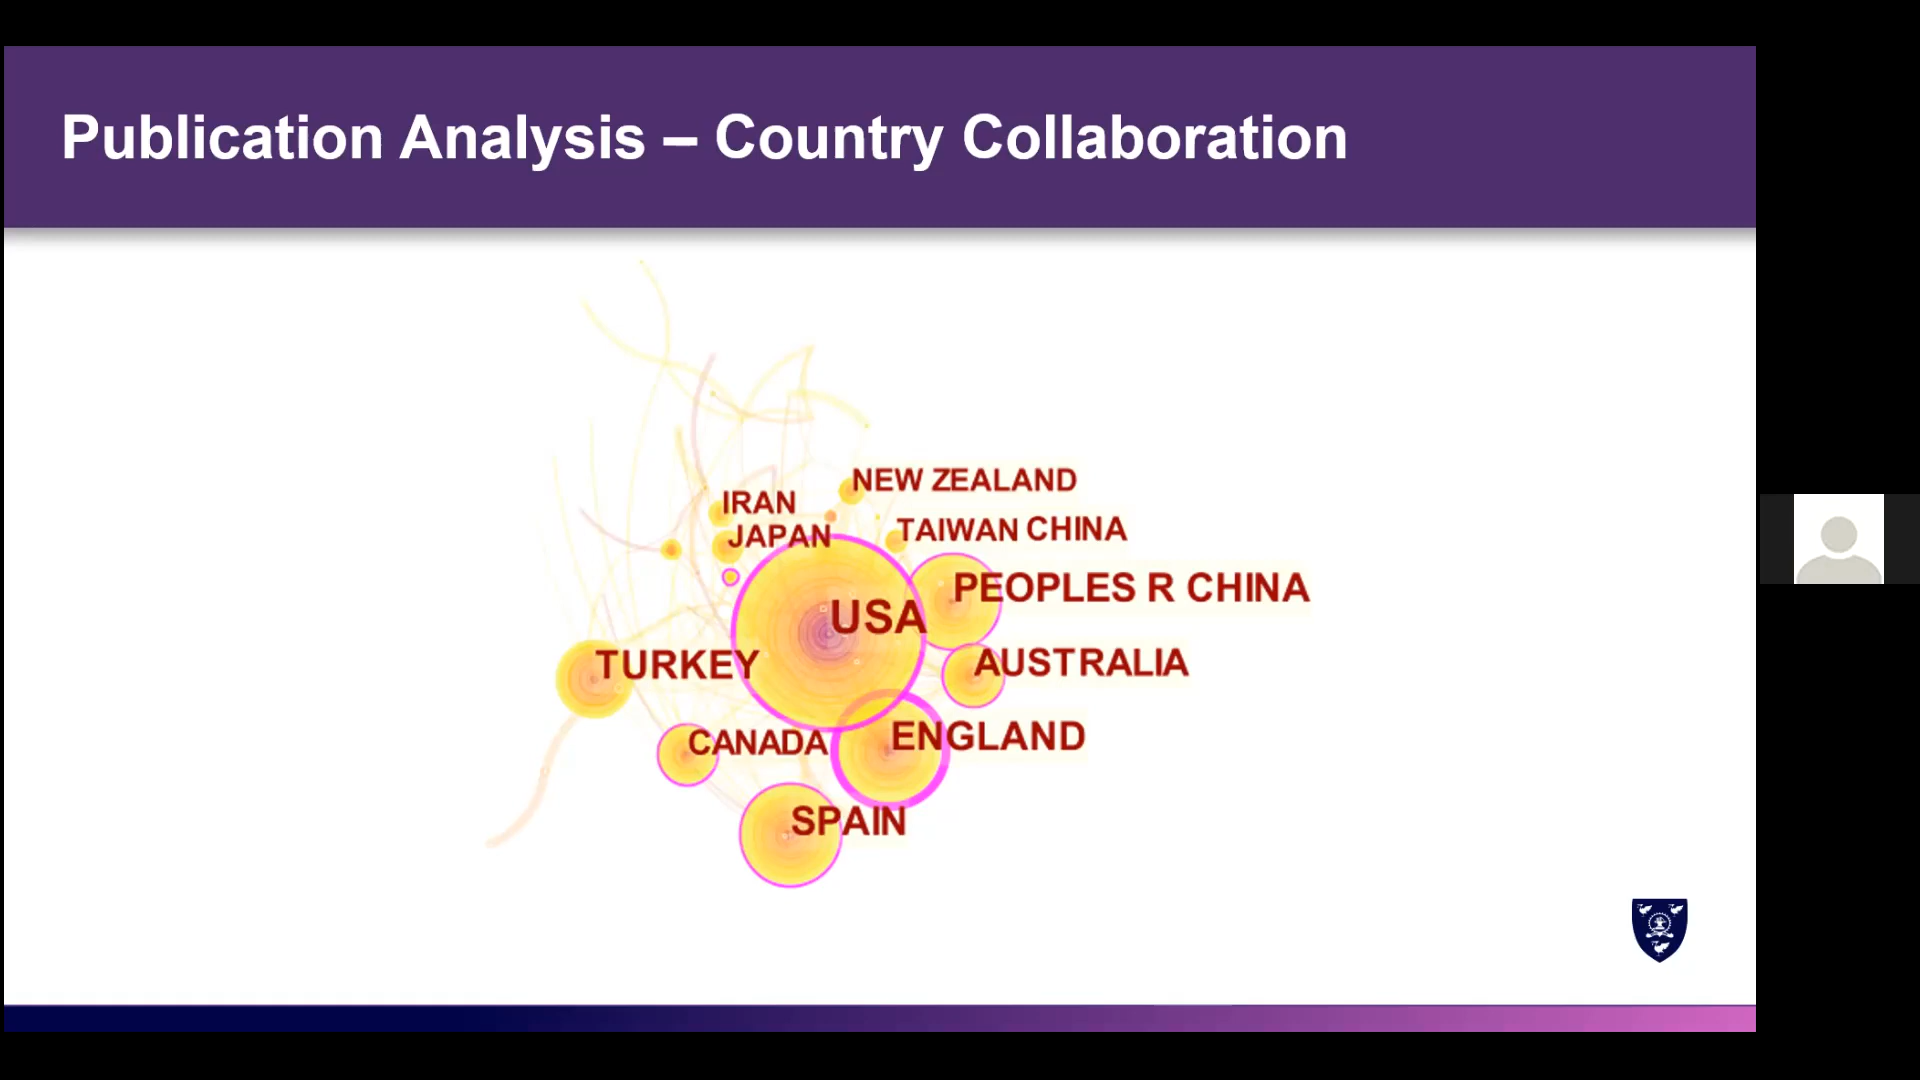 Publication Analysis – Country Collaboration
NEW ZEALAND
IRAN
JAPAN
TAIWAN CHINA
PEOPLES R CHINA
USA
TURKEY
AUSTRALIA
CANADA
ENGLAND
SPAIN